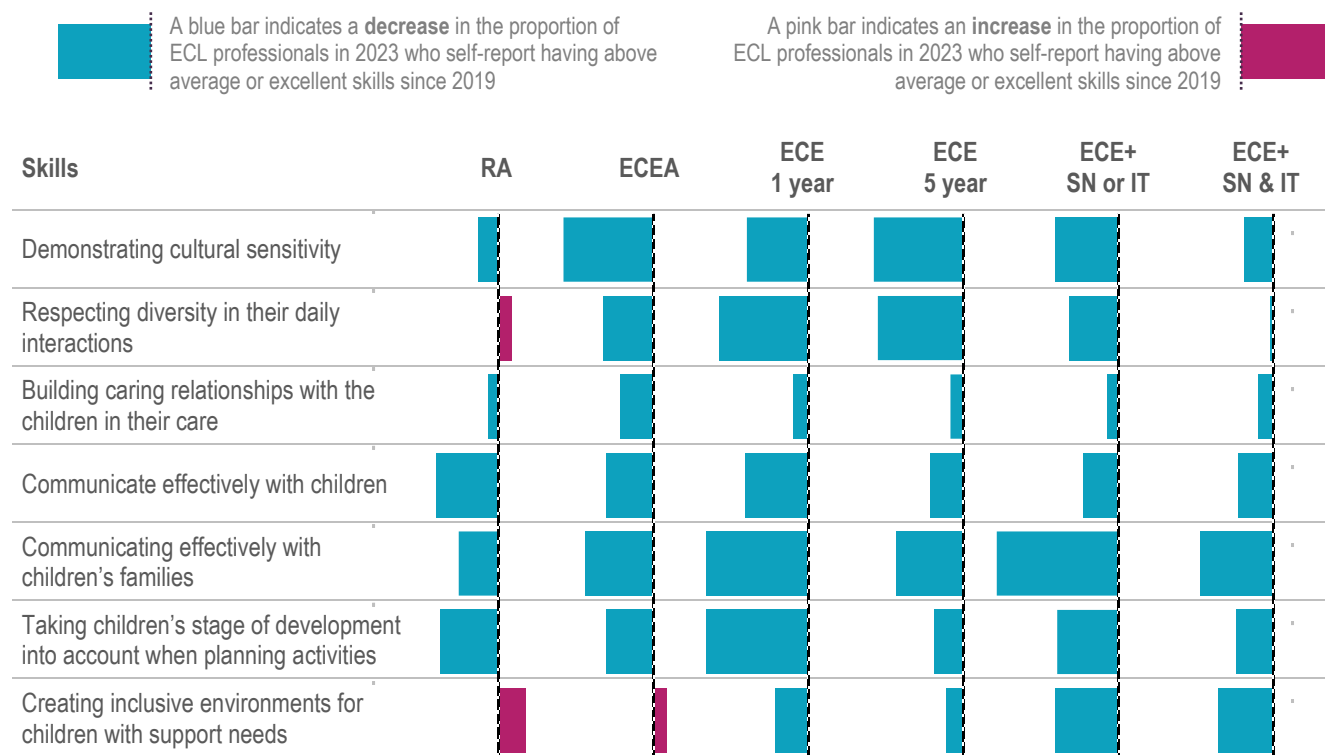 A blue bar indicates a decrease in the proportion of
ECL professionals in 2023 who self-report having above
average or excellent skills since 2019
A pink bar indicates an increase in the proportion of
ECL professionals in 2023 who self-report having above
average or excellent skills since 2019
Skills RA ECEA ECE 1 year ECE 5 year ECE+ SN or IT ECE+ SN & IT
Demonstrating cultural sensitivity
Respecting diversity in their daily
interactions
Building caring relationships with the
children in their care
Communicate effectively with children
Communicating effectively with
children’s families
Taking children’s stage of development
into account when planning activities
Creating inclusive environments for
children with support needs